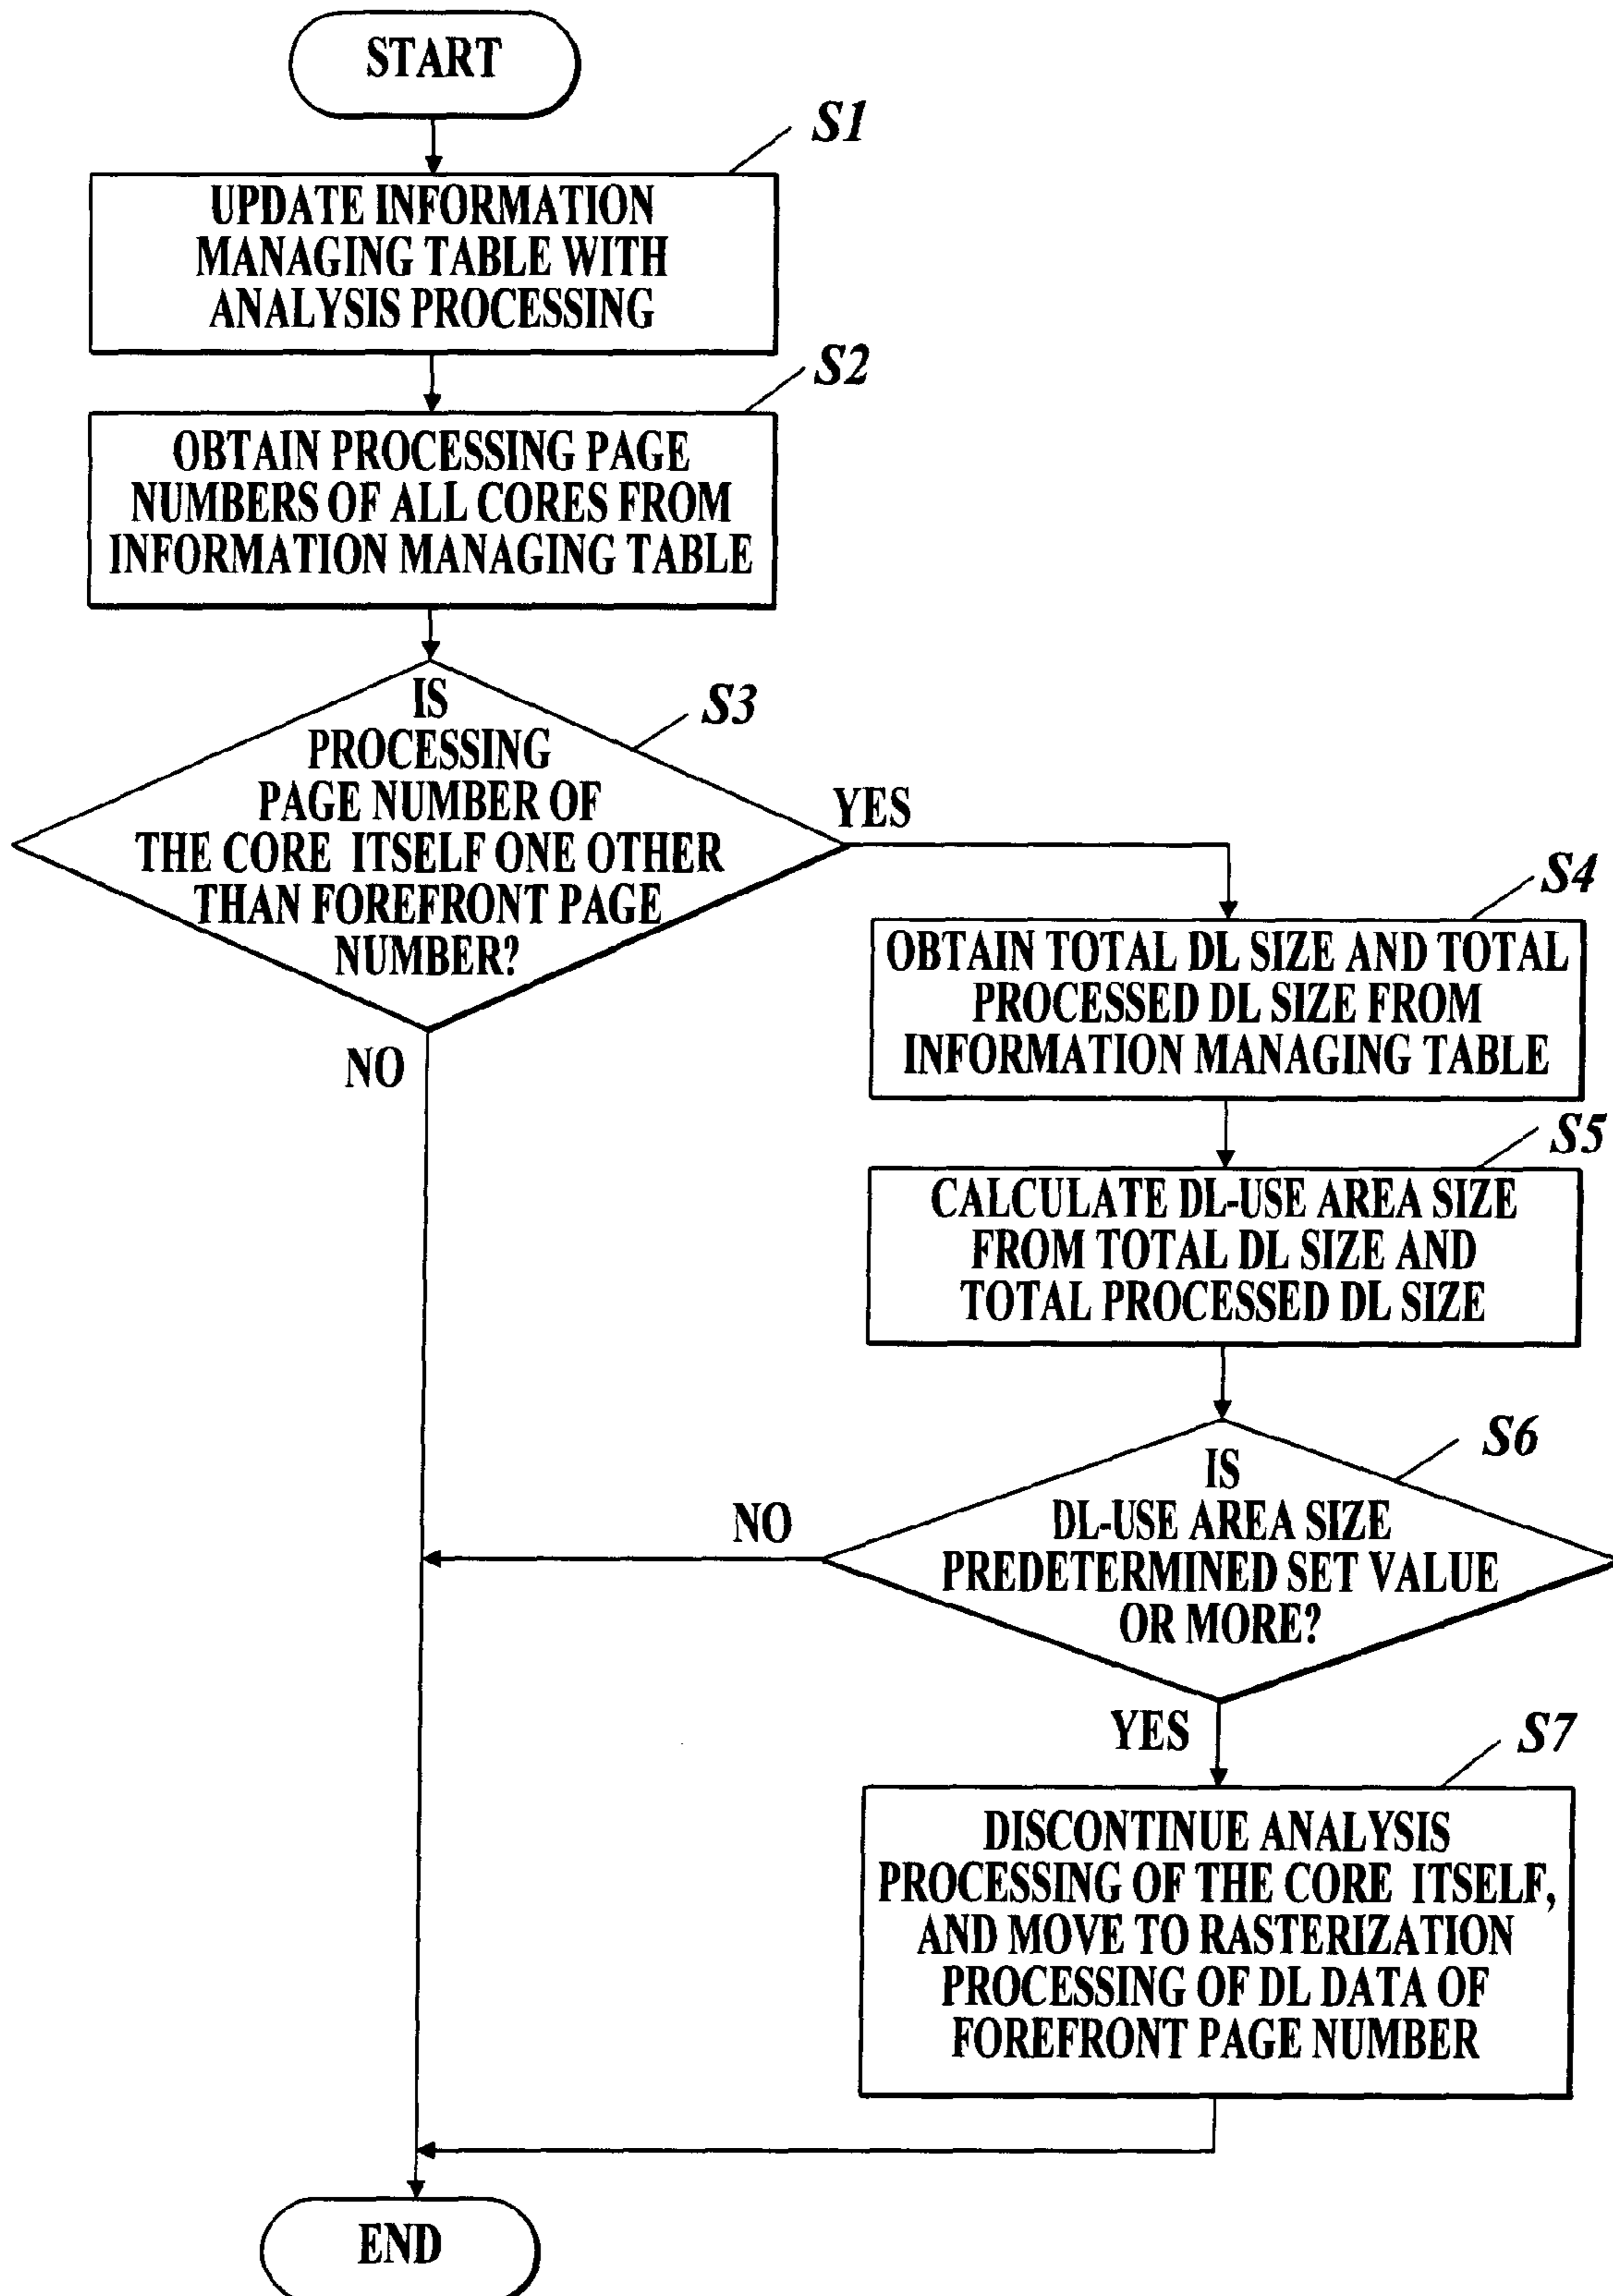 START
S1
UPDATE INFORMATION
MANAGING TABLE WITH
ANALYSIS PROCESSING
S2
OBTAIN PROCESSING PAGE
NUMBERS OF ALL CORES FROM
INFORMATION MANAGING TABLE
S3
IS
PROCESSING
PAGE NUMBER OF
THE CORE ITSELF ONE OTHER
THAN FOREFRONT PAGE
NUMBER?
YES
NO
S4
OBTAIN TOTAL DL SIZE AND TOTAL
PROCESSED DL SIZE FROM
INFORMATION MANAGING TABLE
S5
CALCULATE DL-USE AREA SIZE
FROM TOTAL DL SIZE AND
TOTAL PROCESSED DL SIZE
S6
IS
DL-USE AREA SIZE
PREDETERMINED SET VALUE
OR MORE?
NO
YES
S7
DISCONTINUE ANALYSIS
PROCESSING OF THE CORE ITSELF,
AND MOVE TO RASTERIZATION
PROCESSING OF DL DATA OF
FOREFRONT PAGE NUMBER
END